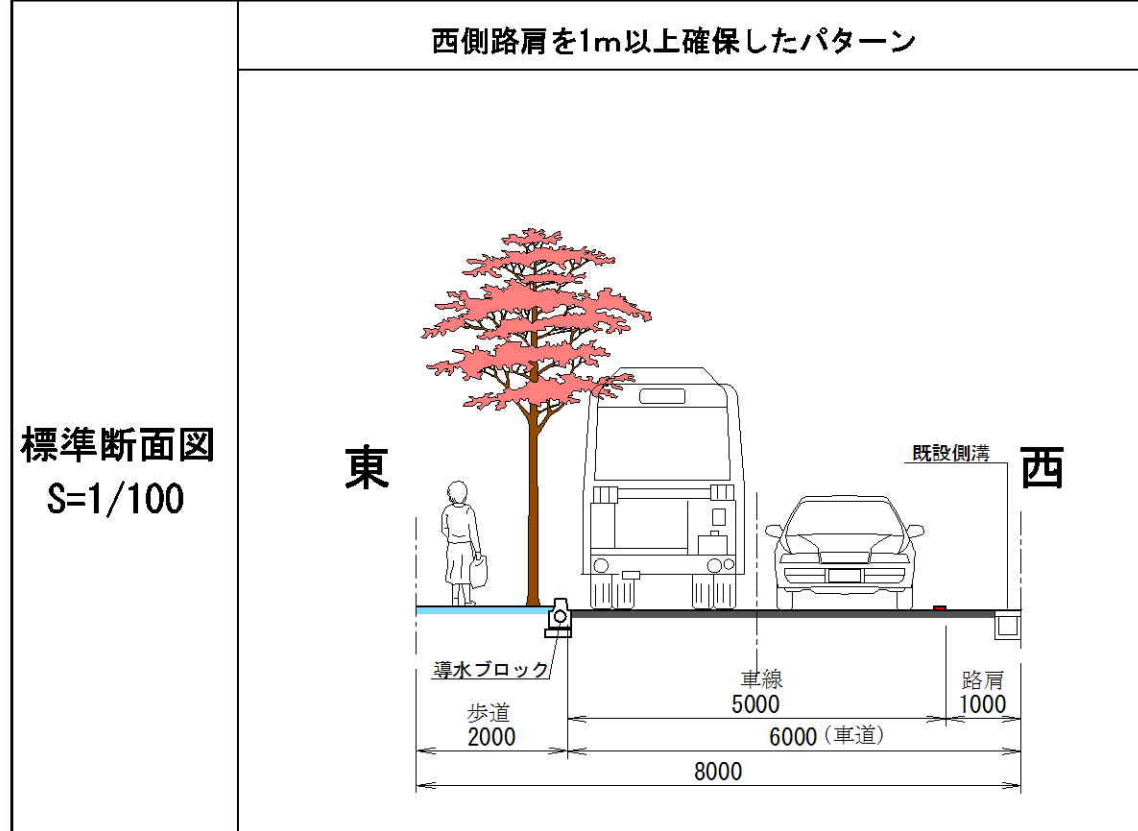 西側路肩を1m以上確保したパターン
標準断面図
S=1/100
東
既設側溝
西
導水ブロック
車線
5000
路肩
1000
歩道
2000
6000（車道）
8000